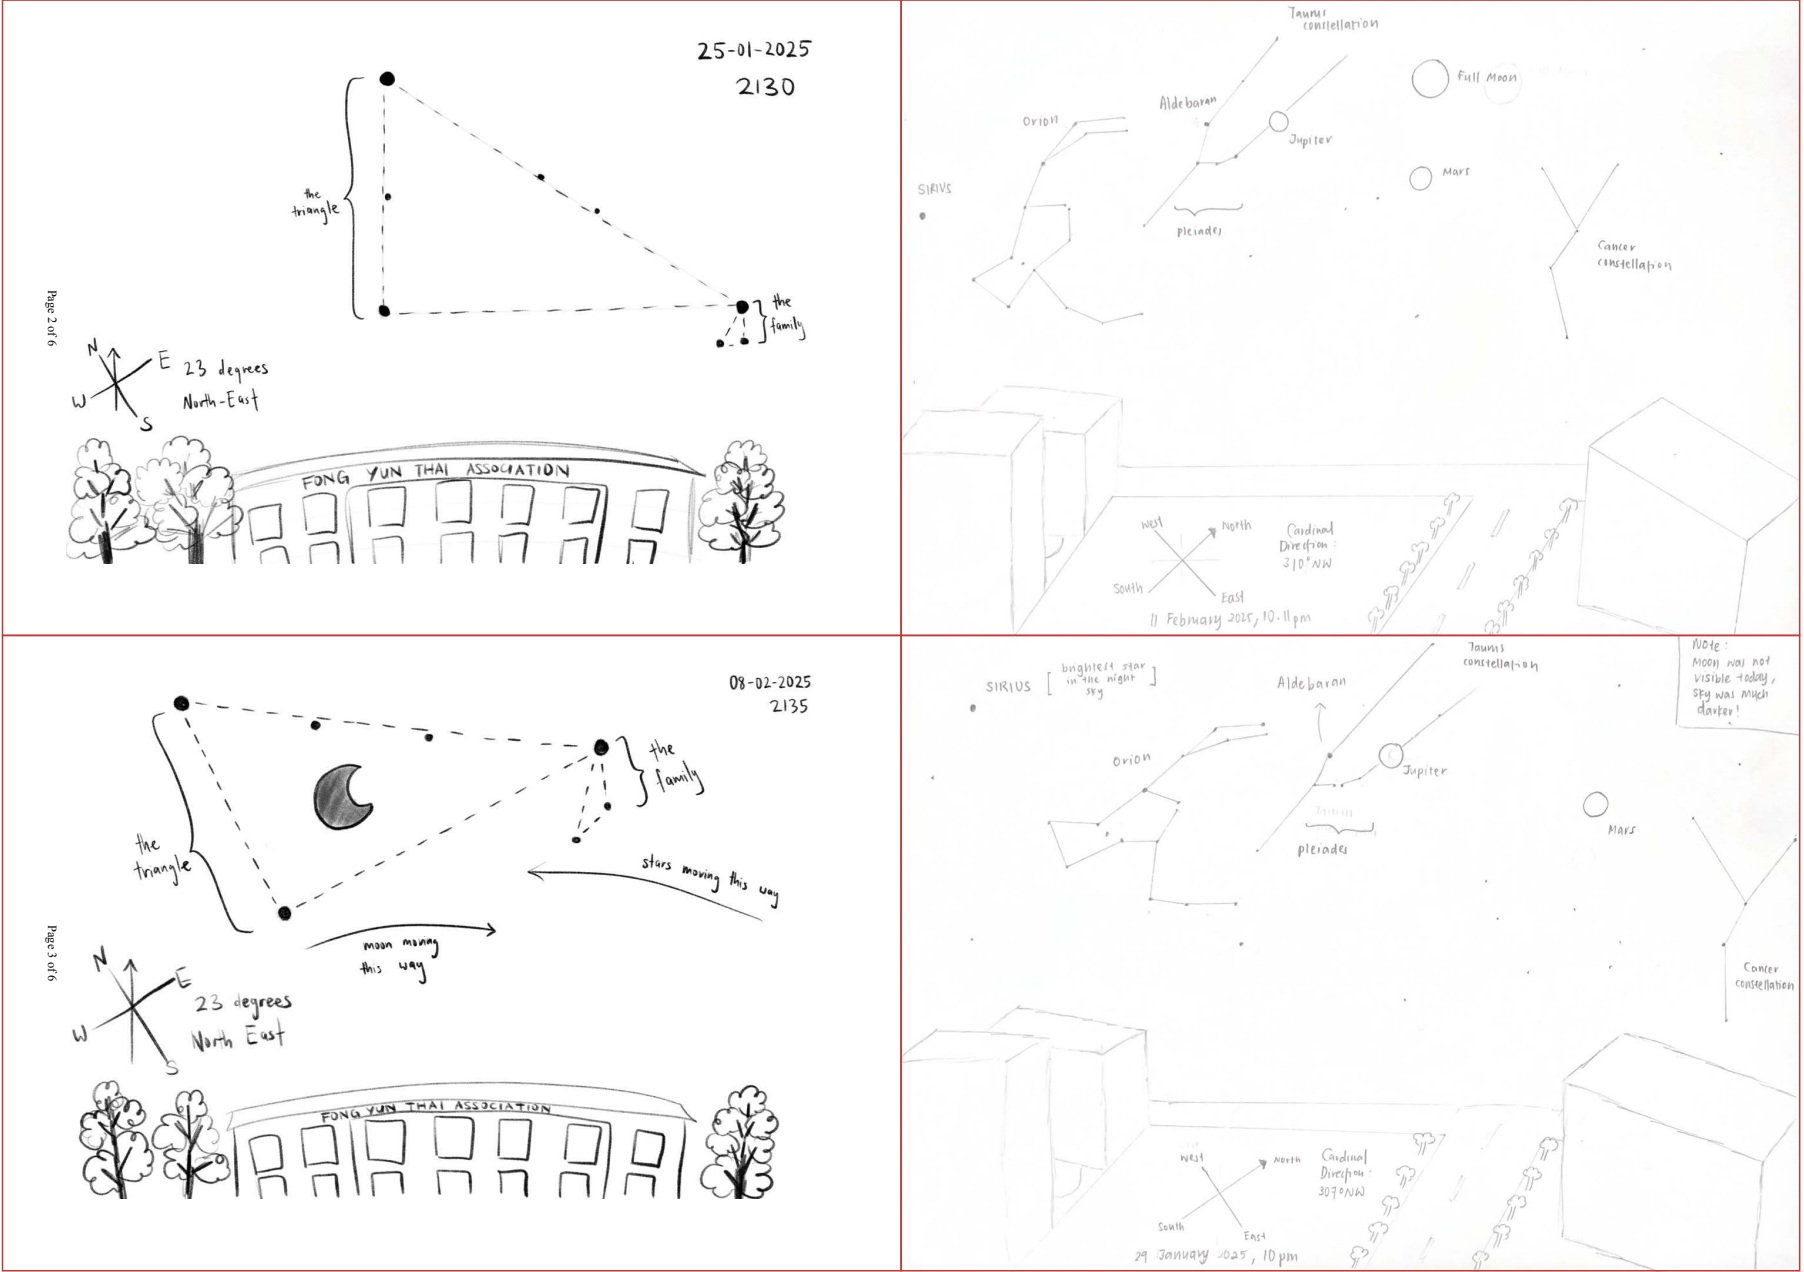 25-01-2025
2130
the
triangle
the
family
Page 2 of 6
N
E
W
S
23 degrees
North-East
FONG YUN THAI ASSOCIATION
Taurus
constellation
Full Moon
Aldebaran
Orion
Jupiter
Mars
SIRIUS
pleiades
Cancer
constellation
West
North
South
East
Cardinal
Direction:
310°NW
11 February 2025, 10.11pm
08-02-2025
2135
the
family
the
triangle
stars moving this way
moon moving
this way
Page 3 of 6
N
E
W
S
23 degrees
North East
FONG YUN THAI ASSOCIATION
Taurus
constellation
Note:
Moon was not
visible today,
sky was much
darker!
SIRIUS [brightest star
in the night
sky]
Aldebaran
Orion
Jupiter
Taurus
Mars
pleiades
Cancer
constellation
West
North
South
East
Cardinal
Direction:
307°NW
29 January 2025, 10pm